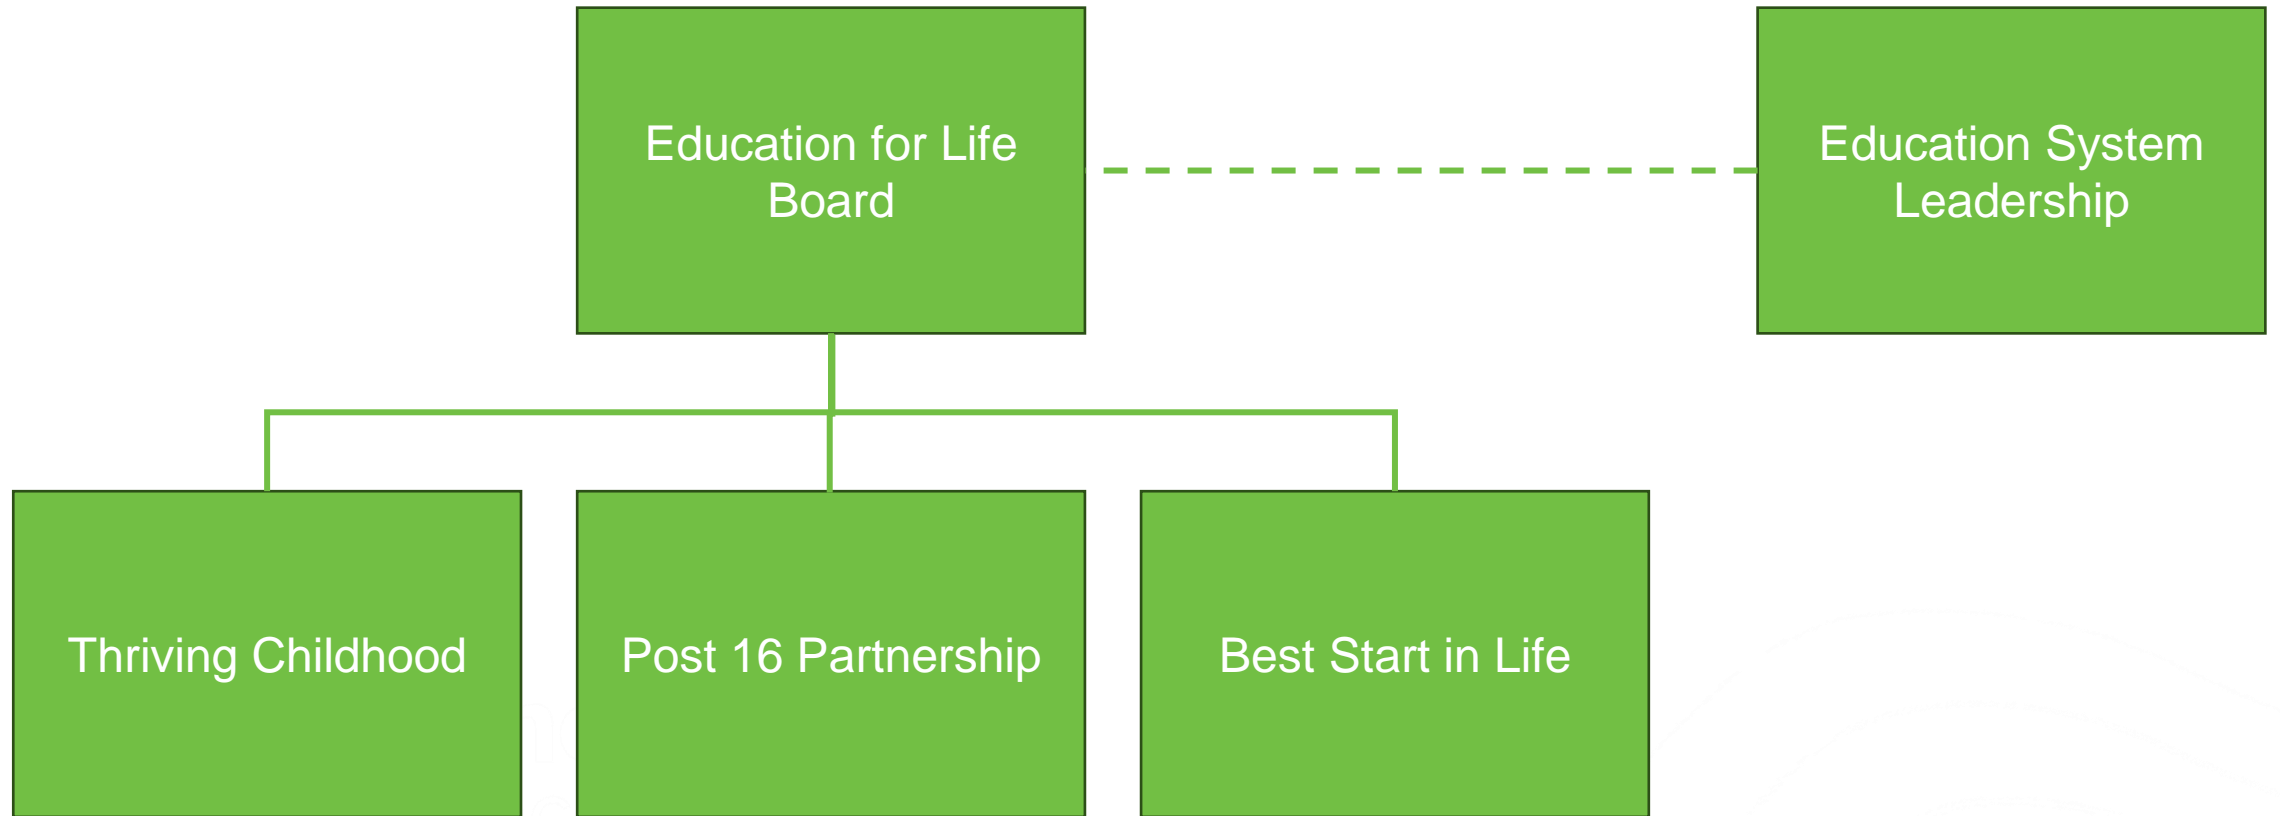 Education for Life
Board
Education System
Leadership
Thriving Childhood
Post 16 Partnership
Best Start in Life